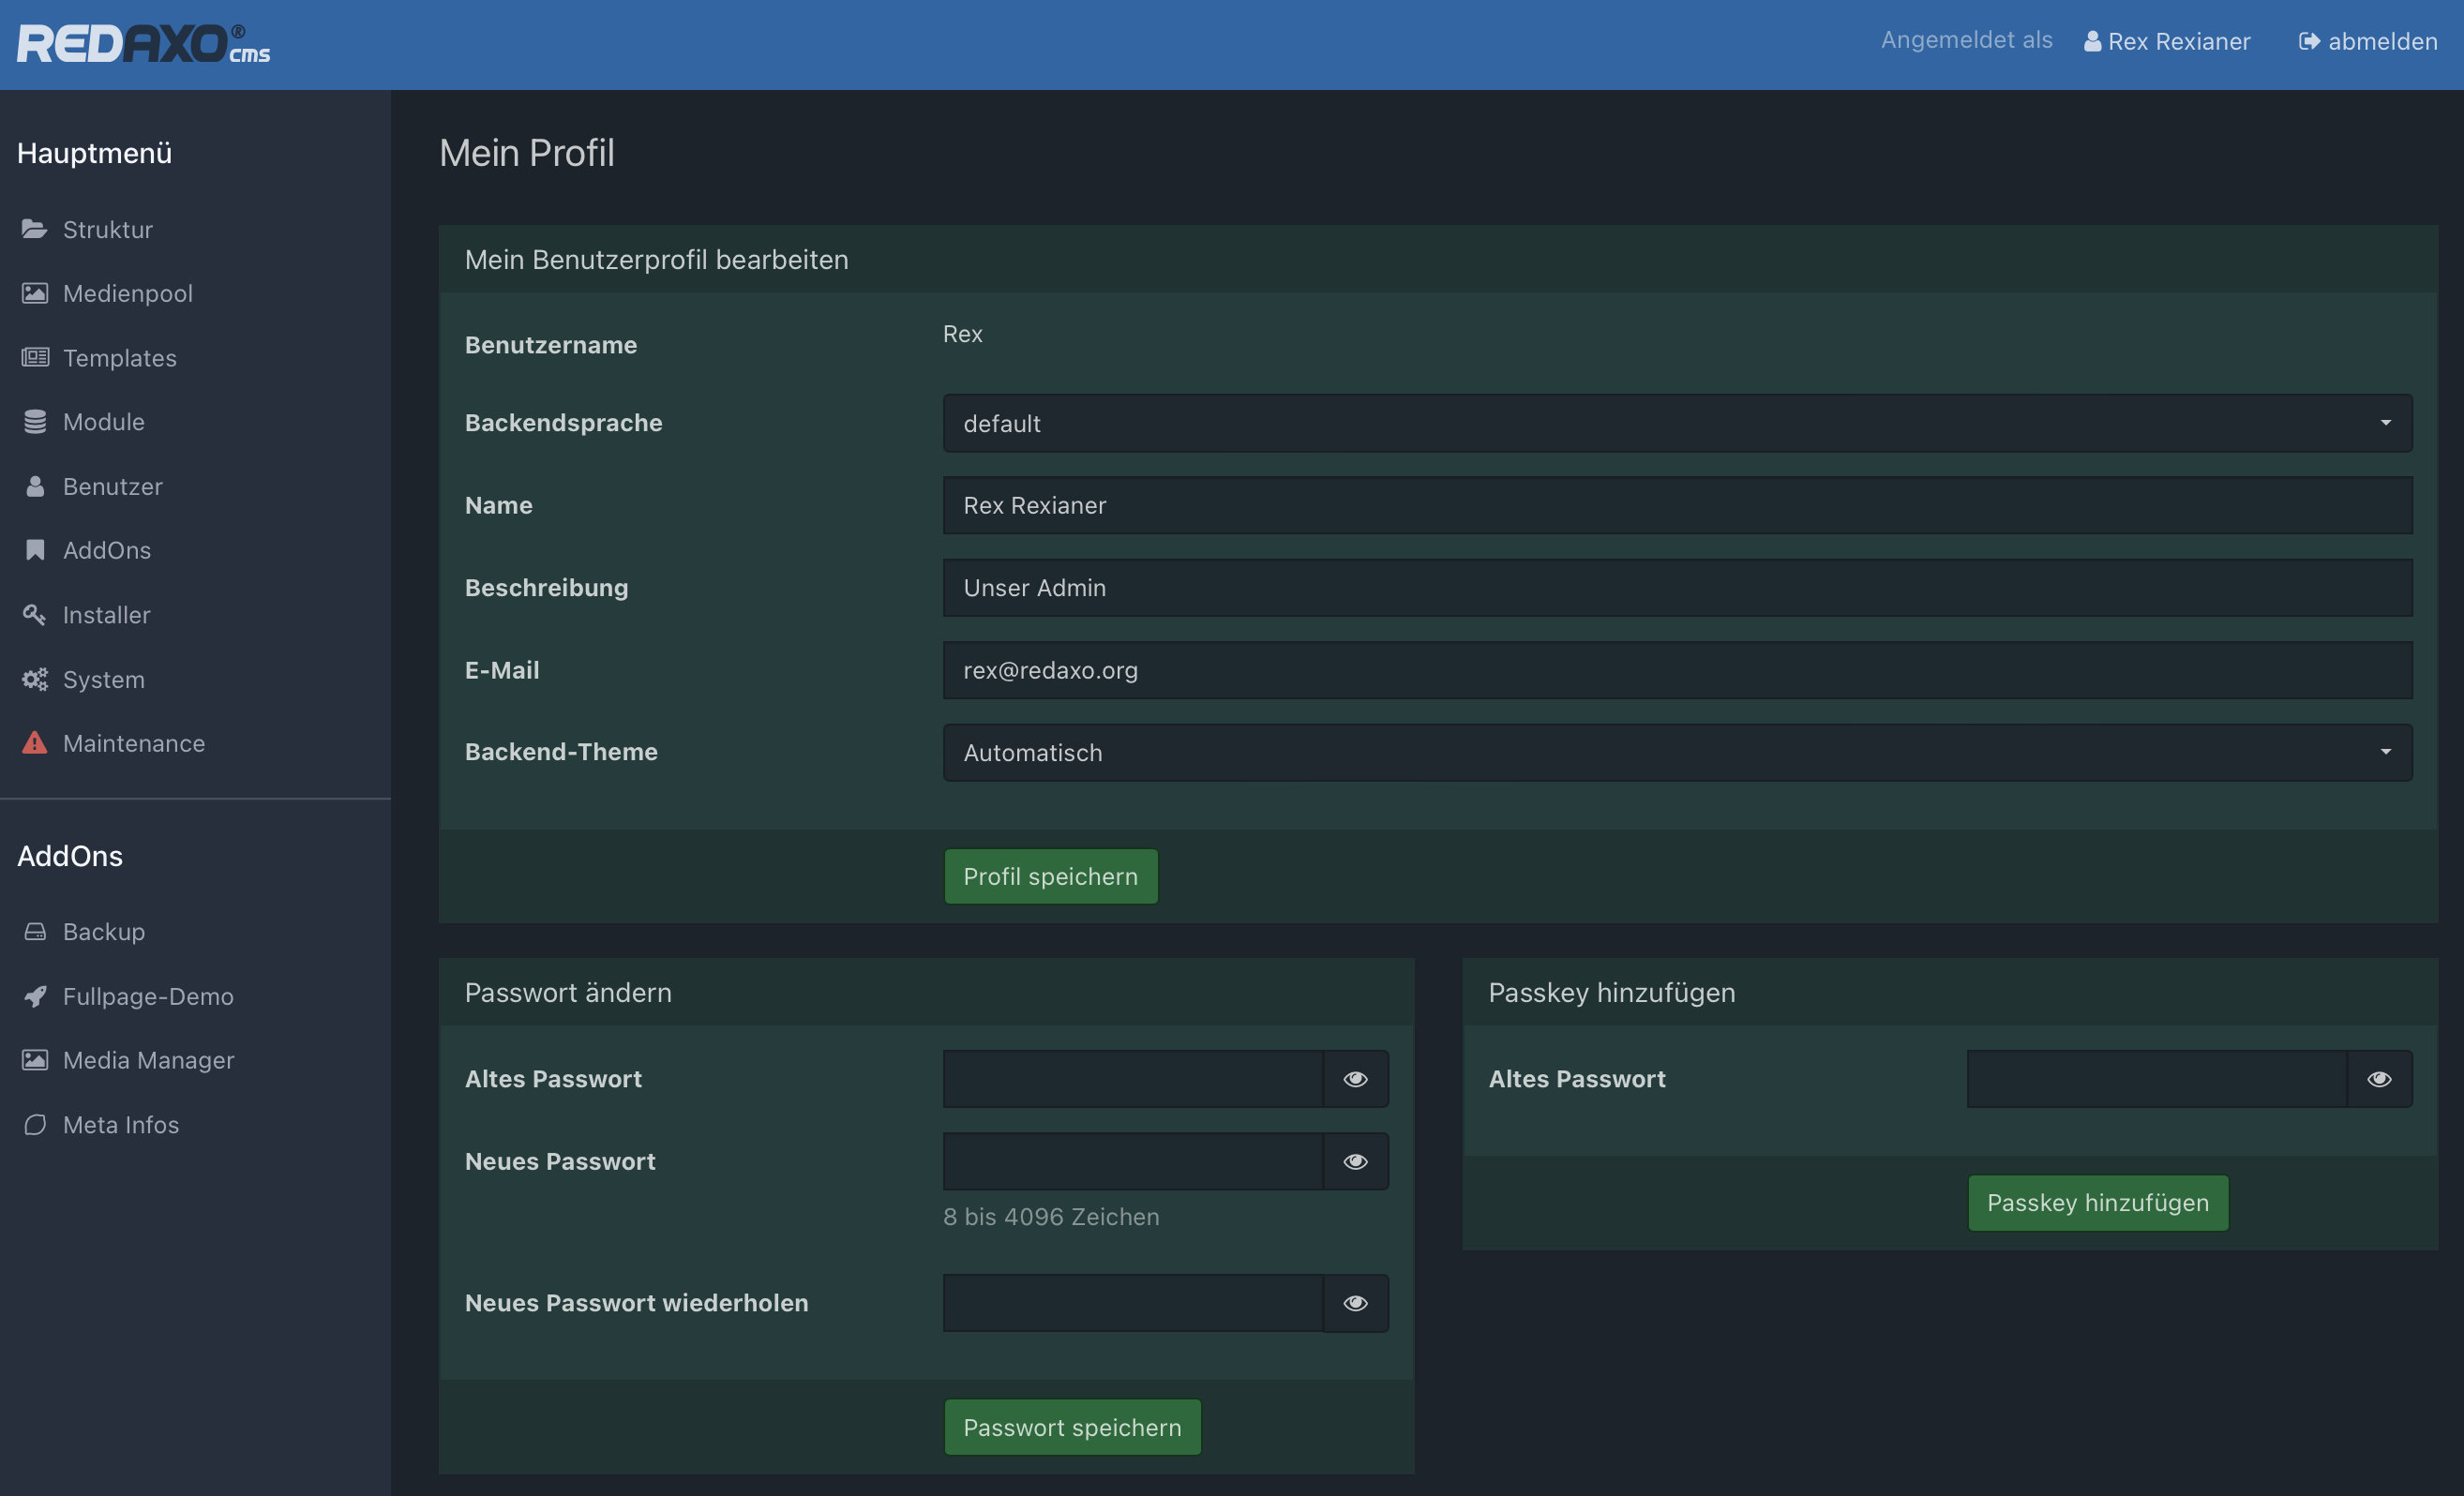 REDAXO® cms
Angemeldet als Rex Rexianer abmelden
Hauptmenü
Struktur
Medienpool
Templates
Module
Benutzer
AddOns
Installer
System
Maintenance
AddOns
Backup
Fullpage-Demo
Media Manager
Meta Infos
Mein Profil
Mein Benutzerprofil bearbeiten
Benutzername Rex
Backendsprache default
Name Rex Rexianer
Beschreibung Unser Admin
E-Mail rex@redaxo.org
Backend-Theme Automatisch
Profil speichern
Passwort ändern
Altes Passwort
Neues Passwort
8 bis 4096 Zeichen
Neues Passwort wiederholen
Passwort speichern
Passkey hinzufügen
Altes Passwort
Passkey hinzufügen